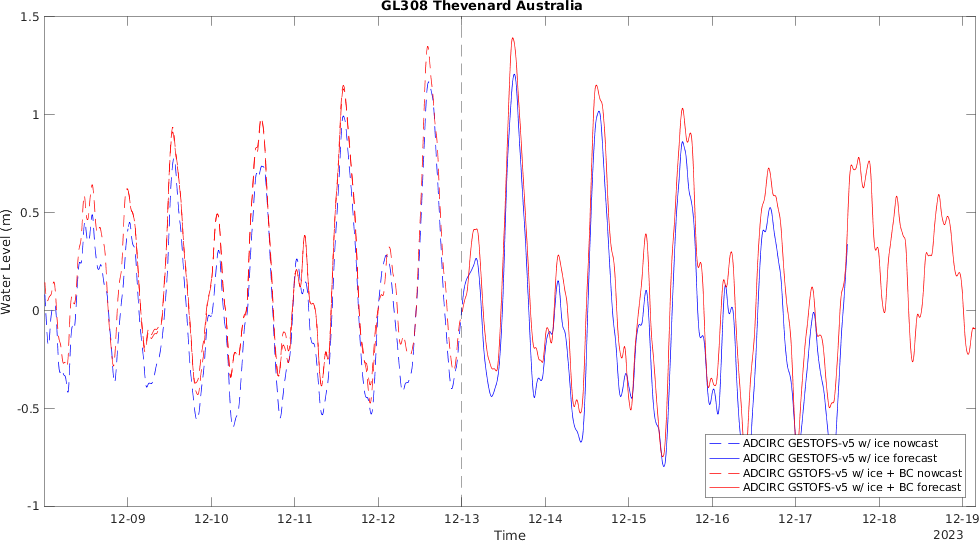 GL308 Thevenard Australia
1.5
1
0.5
0
-0.5
-1
Water Level (m)
12-09
12-10
12-11
12-12
12-13
12-14
12-15
12-16
12-17
12-18
12-19
Time
2023
ADCIRC GESTOFS-v5 w/ ice nowcast
ADCIRC GESTOFS-v5 w/ ice forecast
ADCIRC GSTOFS-v5 w/ ice + BC nowcast
ADCIRC GSTOFS-v5 w/ ice + BC forecast